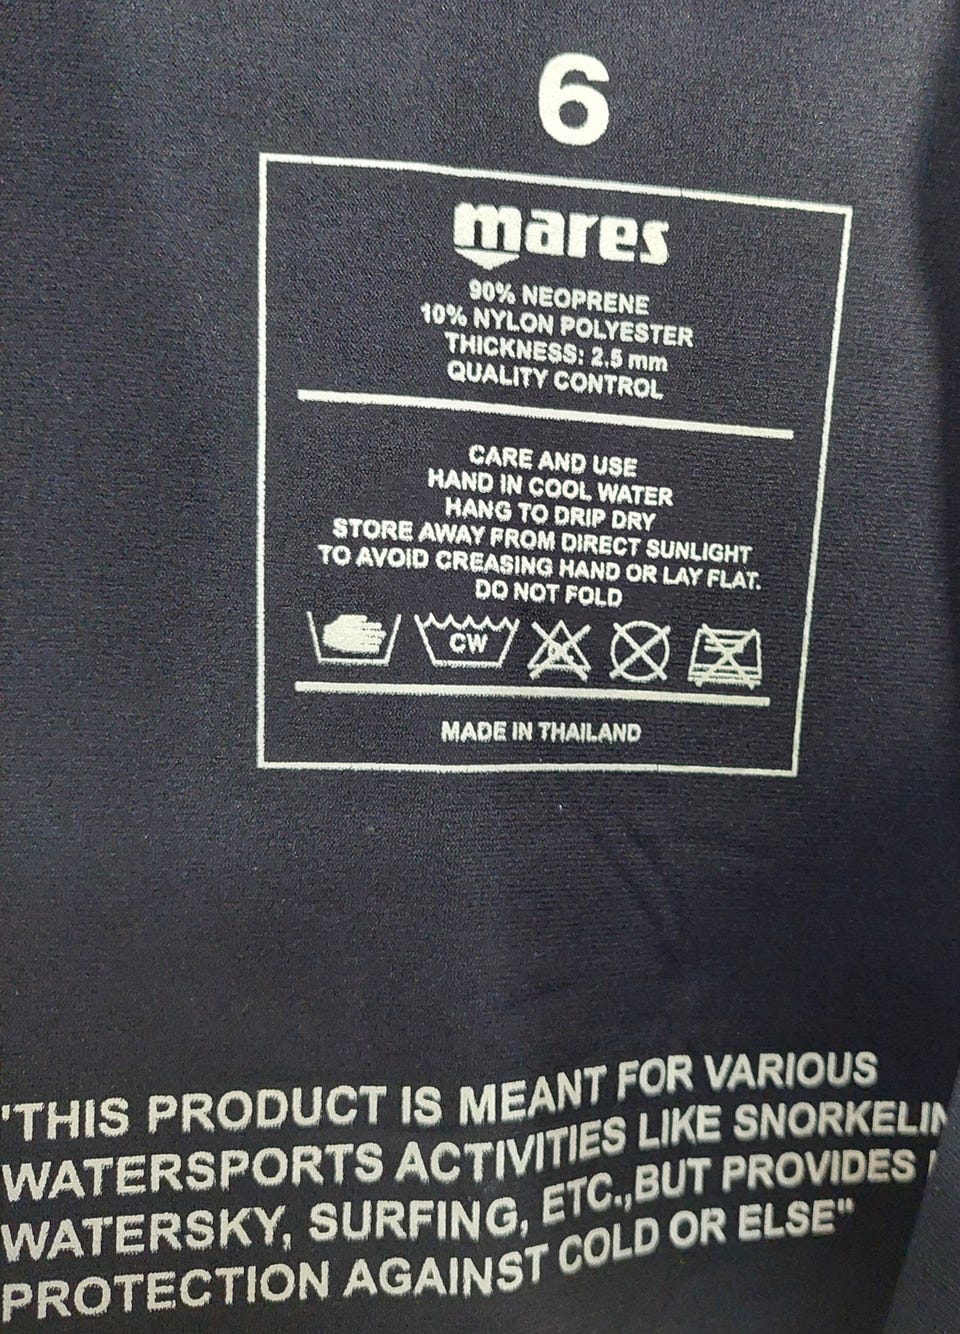 6
mares
90% NEOPRENE
10% NYLON POLYESTER
THICKNESS: 2.5 mm
QUALITY CONTROL
CARE AND USE
HAND IN COOL WATER
HANG TO DRIP DRY
STORE AWAY FROM DIRECT SUNLIGHT
TO AVOID CREASING HAND OR LAY FLAT.
DO NOT FOLD
CW
MADE IN THAILAND
"THIS PRODUCT IS MEANT FOR VARIOUS
WATERSPORTS ACTIVITIES LIKE SNORKELIN
WATERSKY, SURFING, ETC.,BUT PROVIDES
PROTECTION AGAINST COLD OR ELSE"